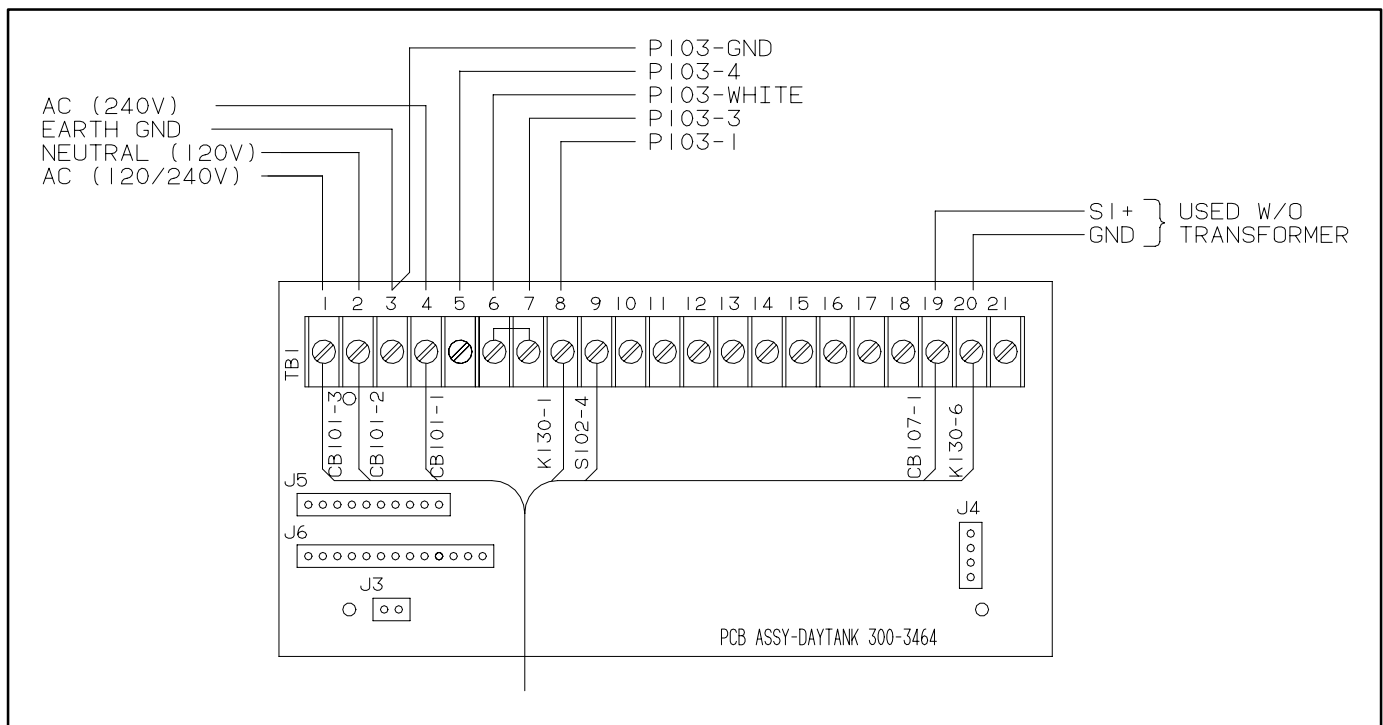 P103-GND
P103-4
P103-WHITE
P103-3
P103-1
AC (240V)
EARTH GND
NEUTRAL (120V)
AC (120/240V)
S1+
GND
USED W/O
TRANSFORMER
1 2 3 4 5 6 7 8 9 10 11 12 13 14 15 16 17 18 19 20 21
TB1
CB101-3
CB101-2
CB101-1
K130-1
S102-4
CB107-1
K130-6
J5
J6
J3
J4
PCB ASSY-DAYTANK 300-3464